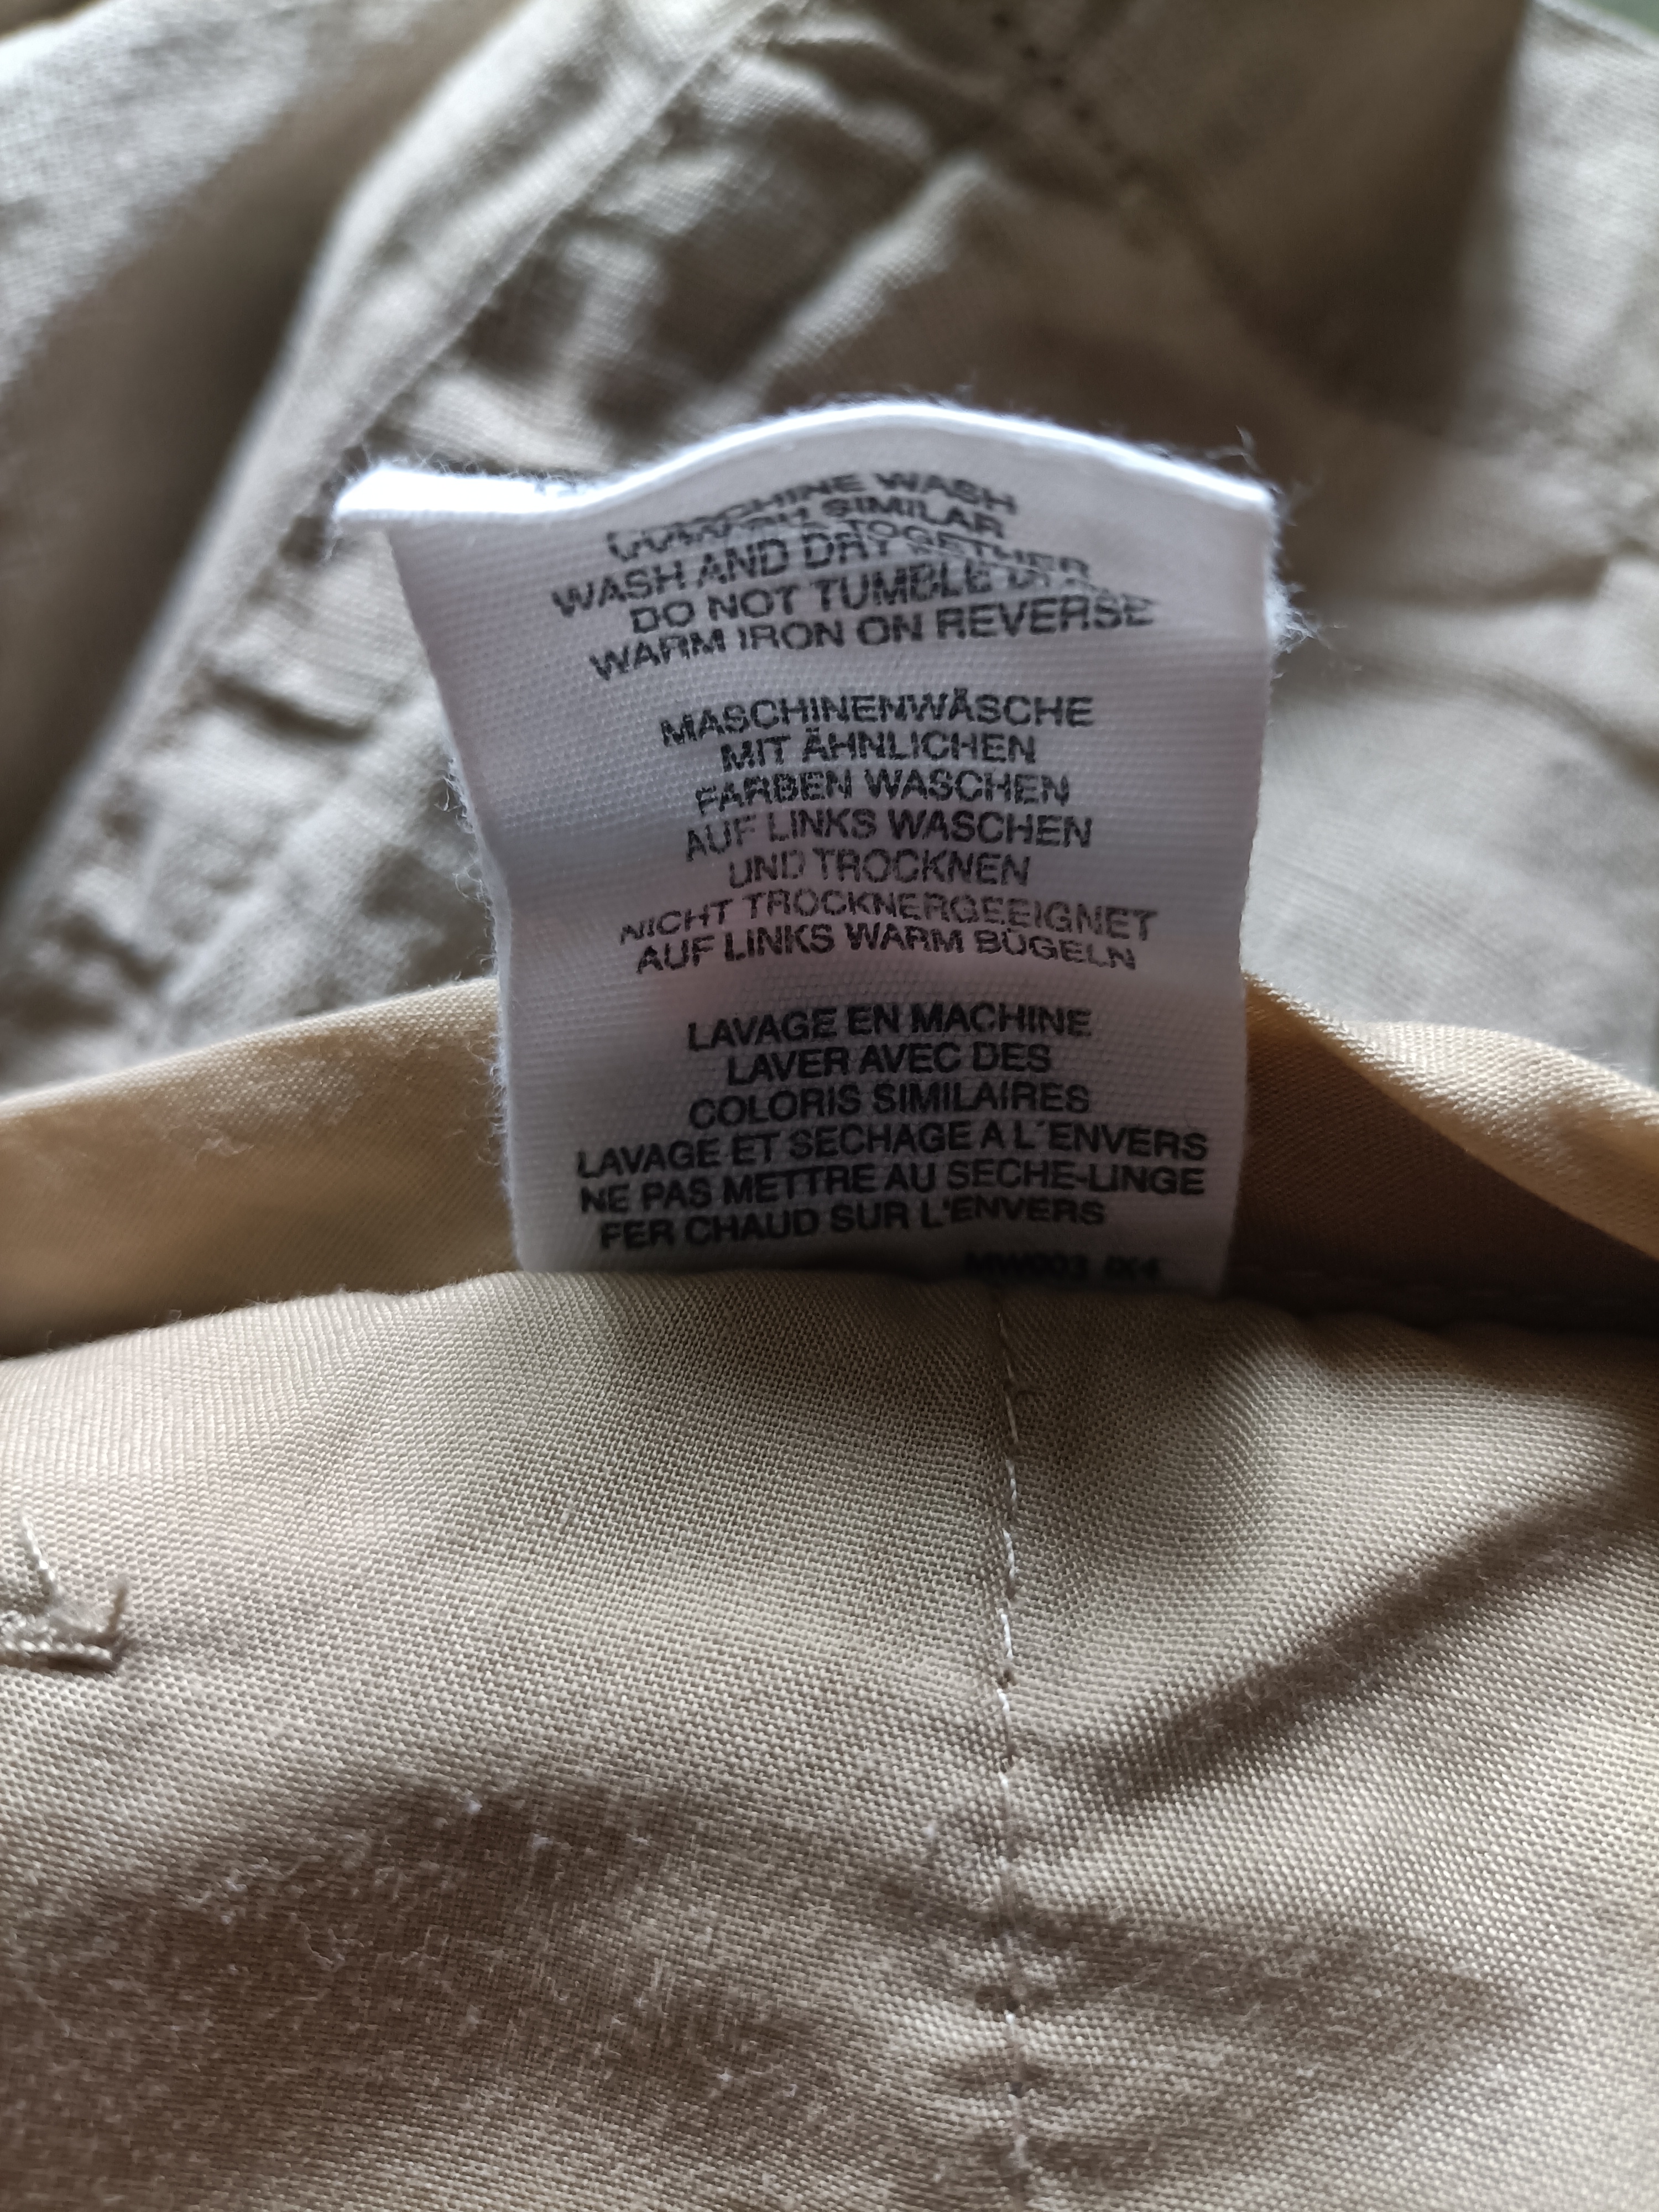 MACHINE WASH
WASH SIMILAR
TOGETHER
WASH AND DRY
DO NOT TUMBLE
WARM IRON ON REVERSE
MASCHINENWÄSCHE
MIT ÄHNLICHEN
FARBEN WASCHEN
AUF LINKS WASCHEN
UND TROCKNEN
NICHT TROCKNERGEEIGNET
AUF LINKS WARM BÜGELN
LAVAGE EN MACHINE
LAVER AVEC DES
COLORIS SIMILAIRES
LAVAGE ET SECHAGE A L´ENVERS
NE PAS METTRE AU SECHE-LINGE
FER CHAUD SUR L'ENVERS